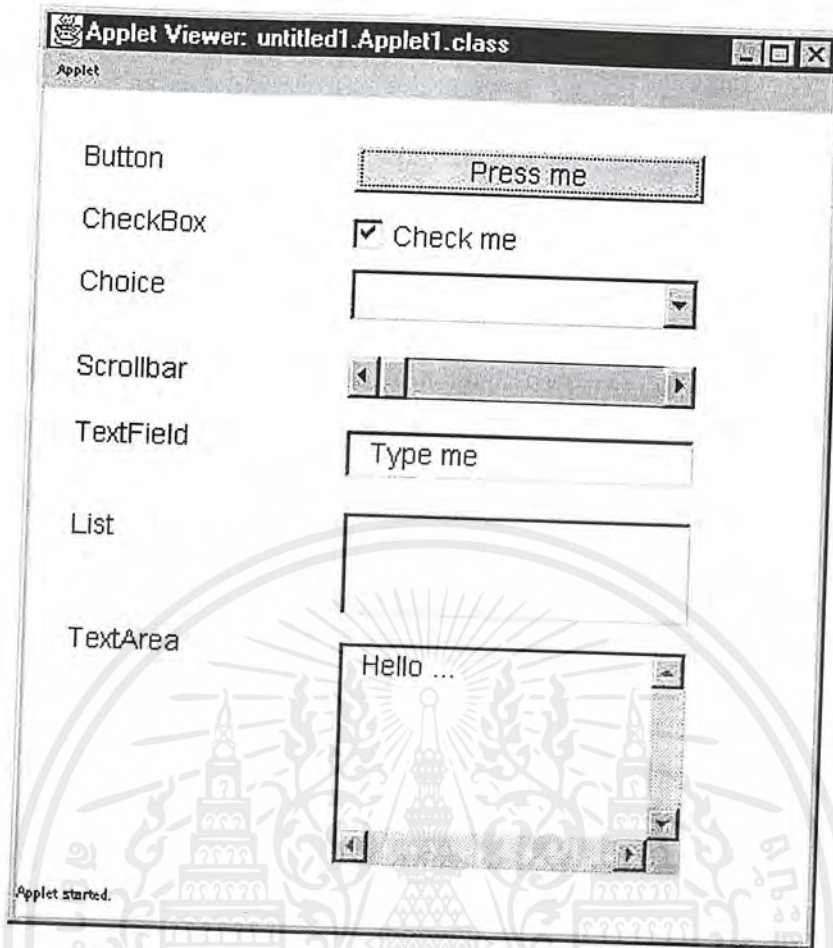 Applet Viewer: untitled1.Applet1.class
Applet
Button
Press me
CheckBox
Check me
Choice
Scrollbar
TextField
Type me
List
TextArea
Hello ...
Applet started.